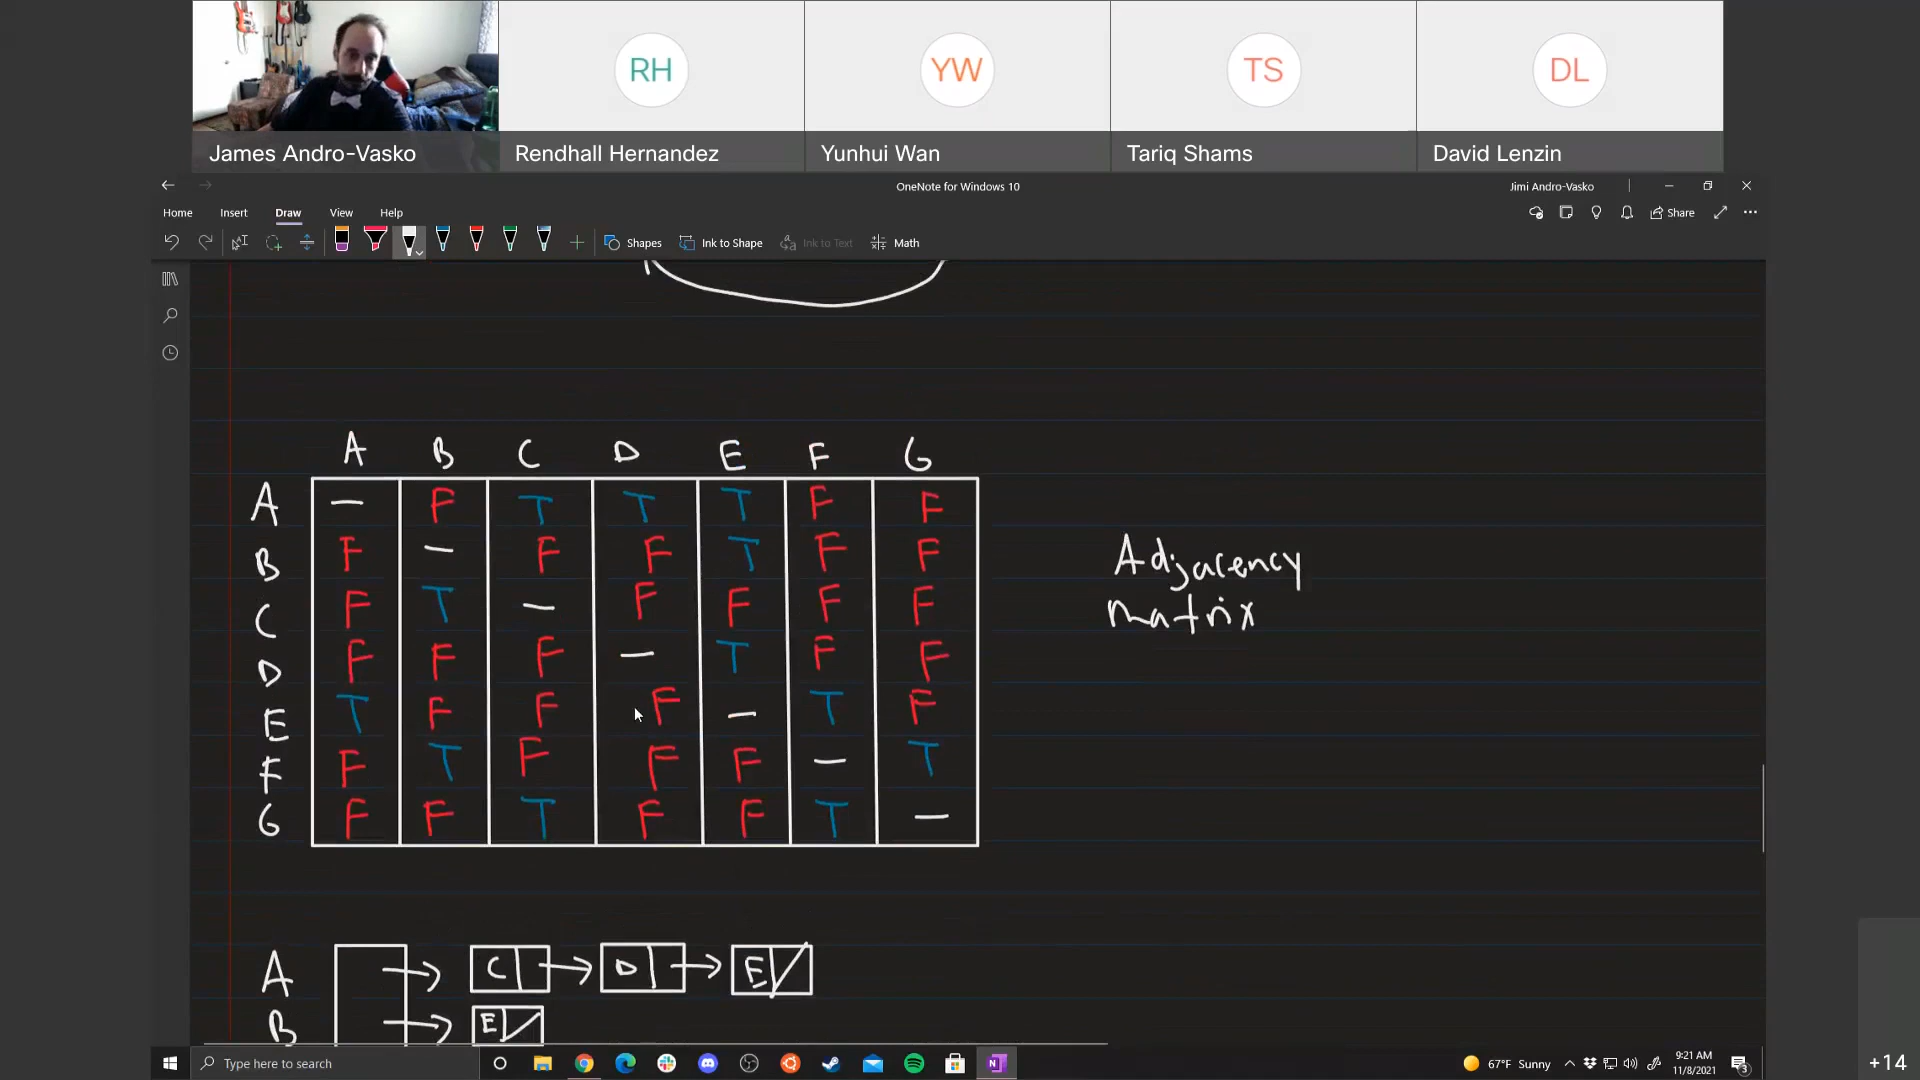 RH YW TS DL
James Andro-Vasko Rendhall Hernandez Yunhui Wan Tariq Shams David Lenzin
OneNote for Windows 10 Jimi Andro-Vasko
Home Insert Draw View Help Share
Shapes Ink to Shape Ink to Text Math
A B C D E F G
A — F T T T F F
B F — F F T F F
C F T — F F F F
D F F F — T F F
E T F F F — T F
F F T F F F — T
G F F T F F T —
Adjacency
matrix
A → C → D → E
B → E
Type here to search 67°F Sunny 9:21 AM
11/8/2021 3
+14